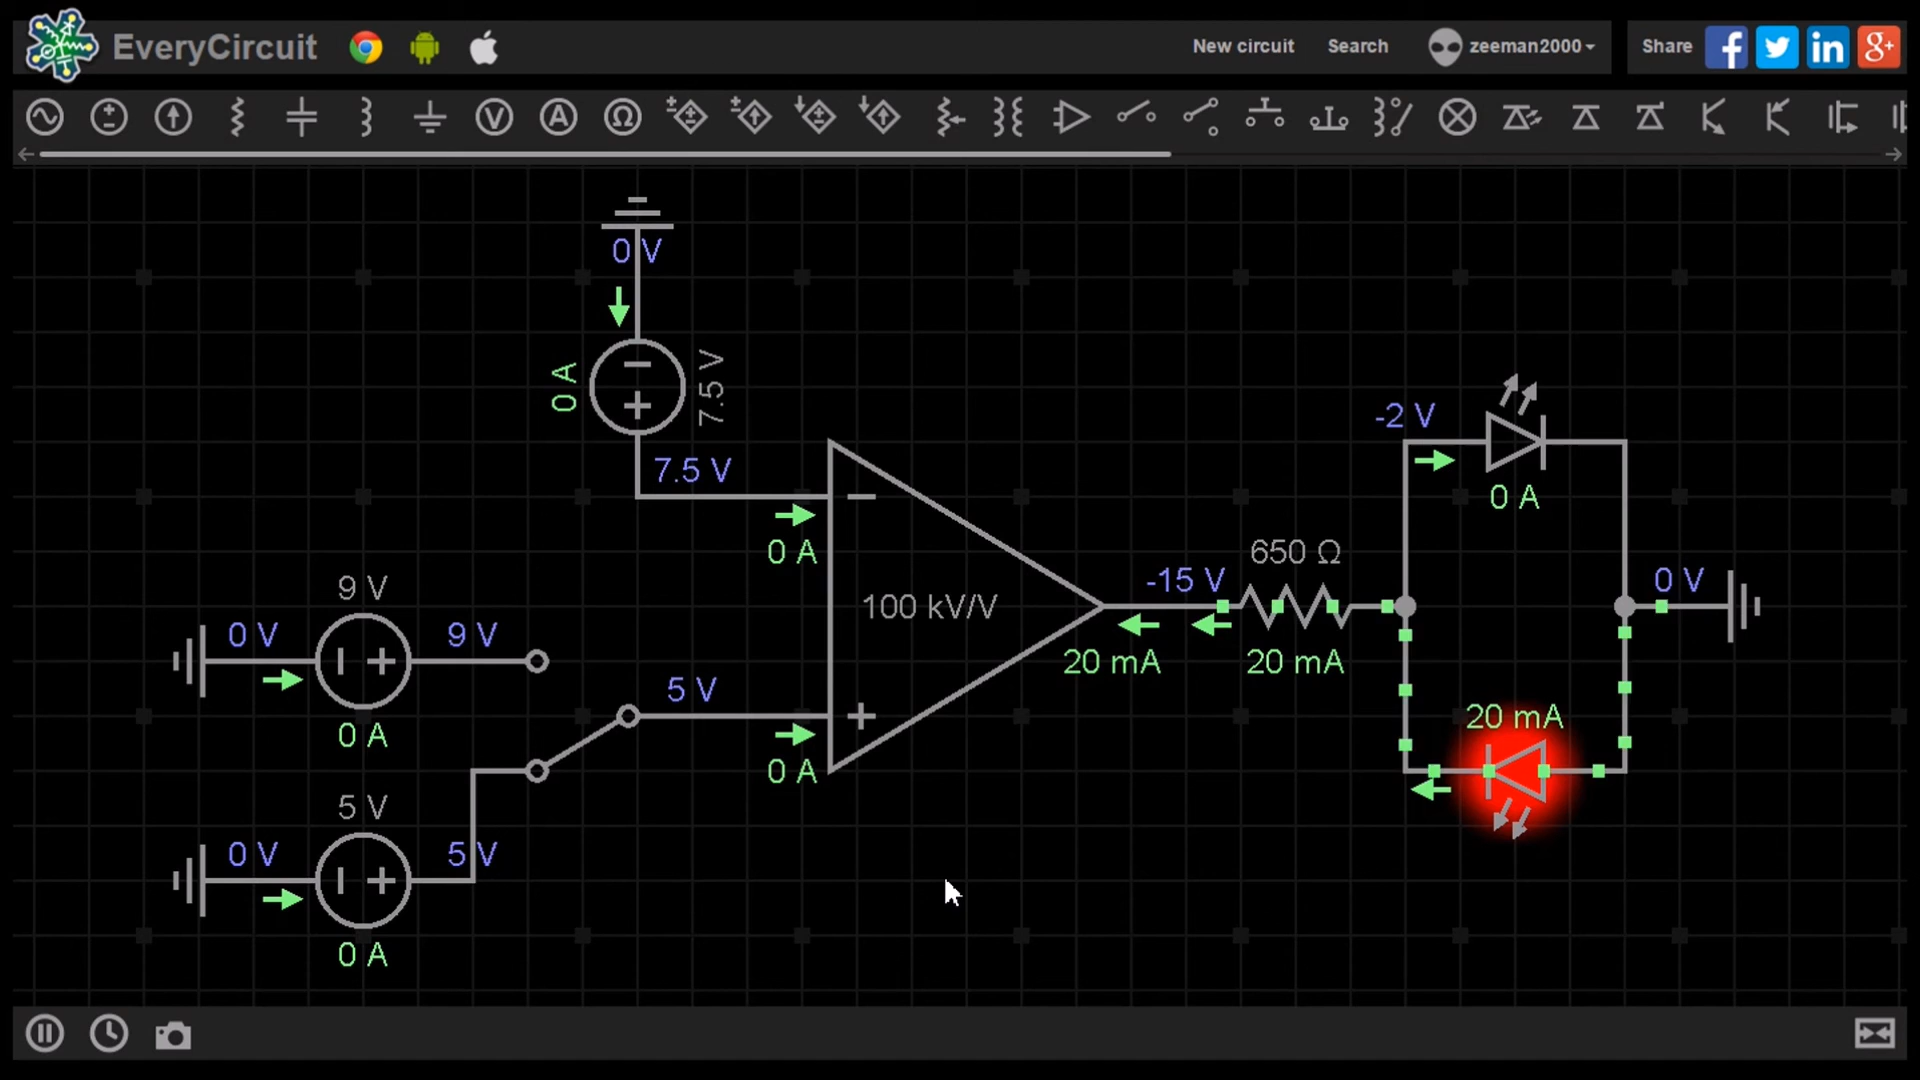 EveryCircuit
New circuit
Search
zeeman2000
Share
f
in
g+
V
A
Ω
0 V
0 A
7.5 V
7.5 V
0 A
100 kV/V
9 V
0 V
9 V
0 A
5 V
0 A
5 V
0 V
5 V
0 A
-15 V
20 mA
650 Ω
20 mA
-2 V
0 A
0 V
20 mA